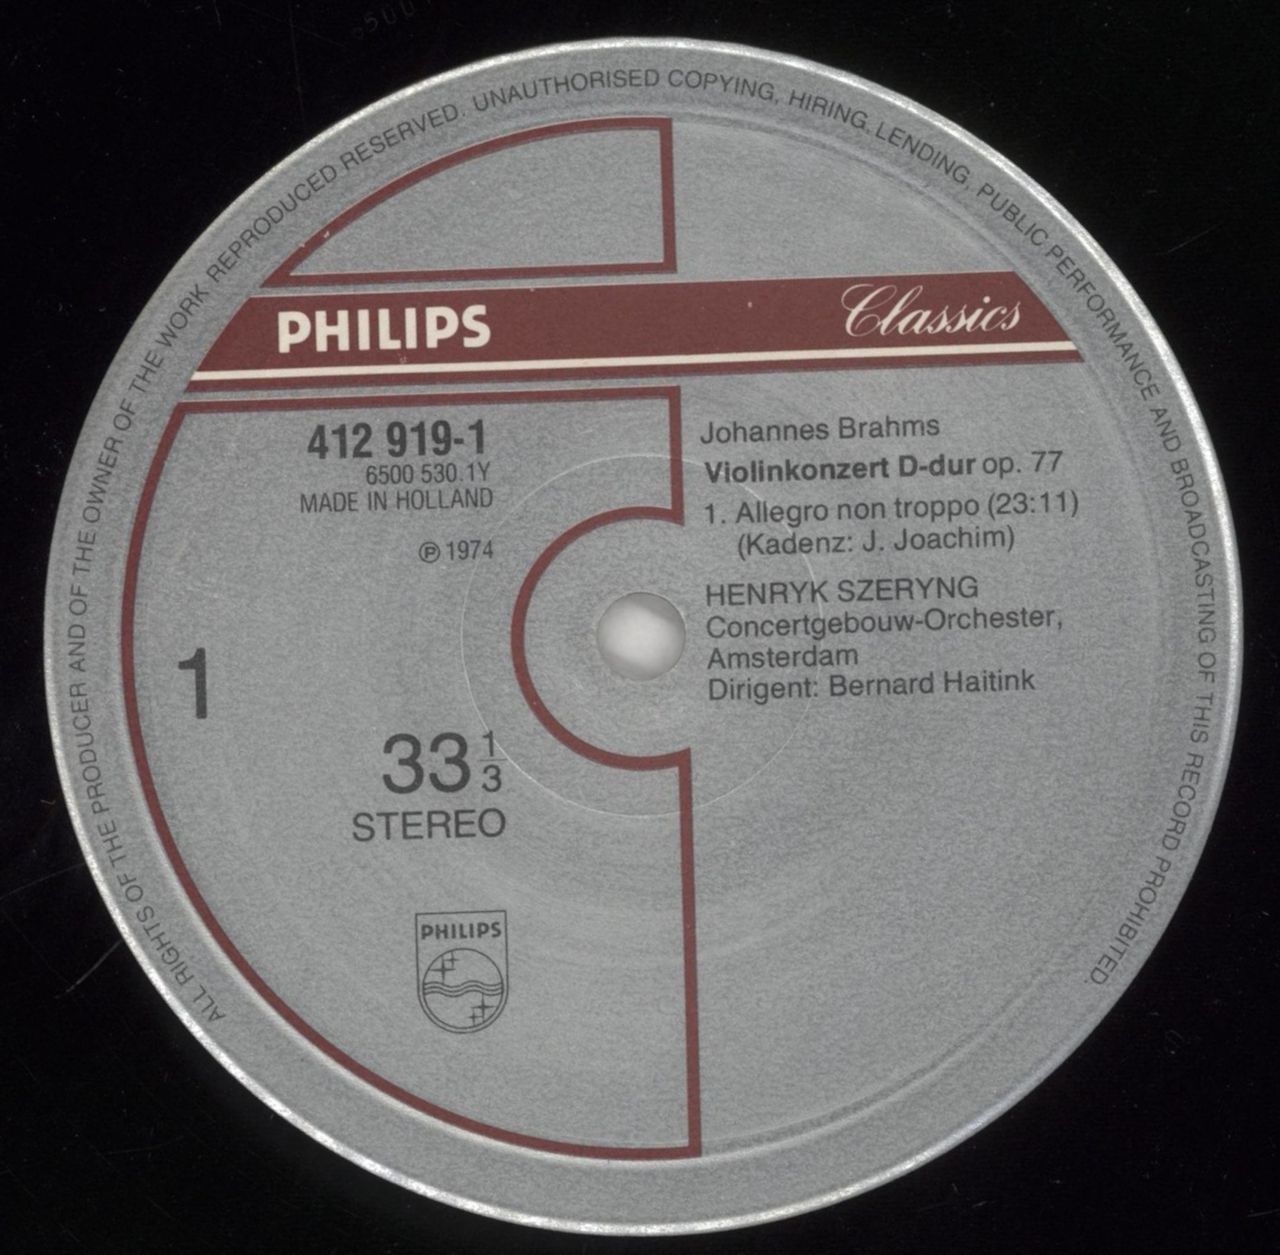 ALL RIGHTS OF THE PRODUCER AND OF THE OWNER OF THE WORK REPRODUCED RESERVED. UNAUTHORISED COPYING, HIRING, LENDING, PUBLIC PERFORMANCE AND BROADCASTING OF THIS RECORD PROHIBITED.
PHILIPS Classics
412 919-1
6500 530.1Y
MADE IN HOLLAND
℗ 1974
1
33 1/3
STEREO
PHILIPS
Johannes Brahms
Violinkonzert D-dur op. 77
1. Allegro non troppo (23:11)
(Kadenz: J. Joachim)
HENRYK SZERYNG
Concertgebouw-Orchester,
Amsterdam
Dirigent: Bernard Haitink